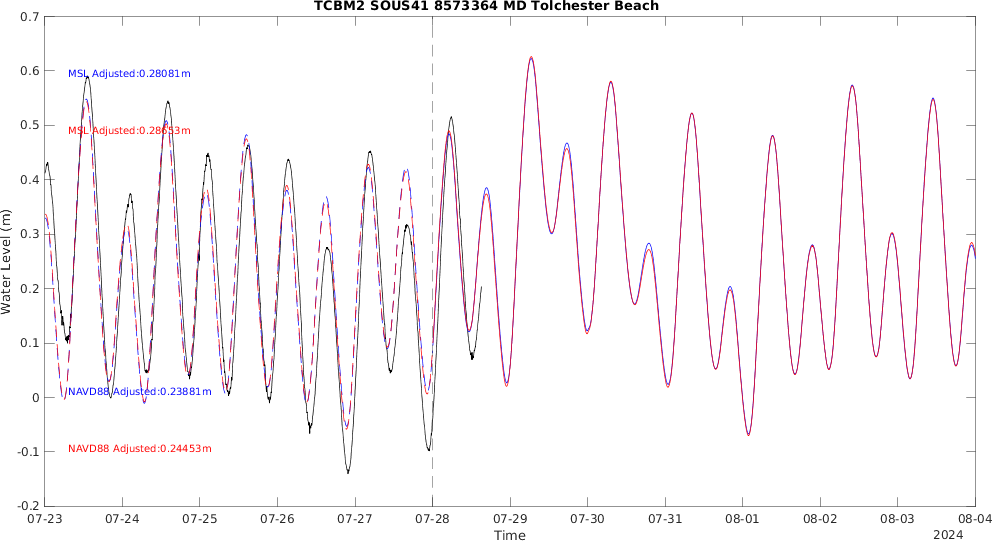 TCBM2 SOUS41 8573364 MD Tolchester Beach
0.7
0.6
0.5
0.4
0.3
0.2
0.1
0
-0.1
-0.2
Water Level (m)
MSL Adjusted:0.28081m
MSL Adjusted:0.28653m
NAVD88 Adjusted:0.23881m
NAVD88 Adjusted:0.24453m
07-23 07-24 07-25 07-26 07-27 07-28 07-29 07-30 07-31 08-01 08-02 08-03 08-04
Time
2024